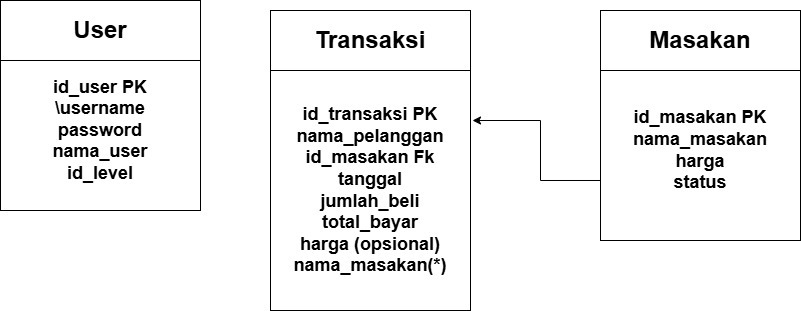 User
id_user PK
\username
password
nama_user
id_level
Transaksi
id_transaksi PK
nama_pelanggan
id_masakan Fk
tanggal
jumlah_beli
total_bayar
harga (opsional)
nama_masakan(*)
Masakan
id_masakan PK
nama_masakan
harga
status